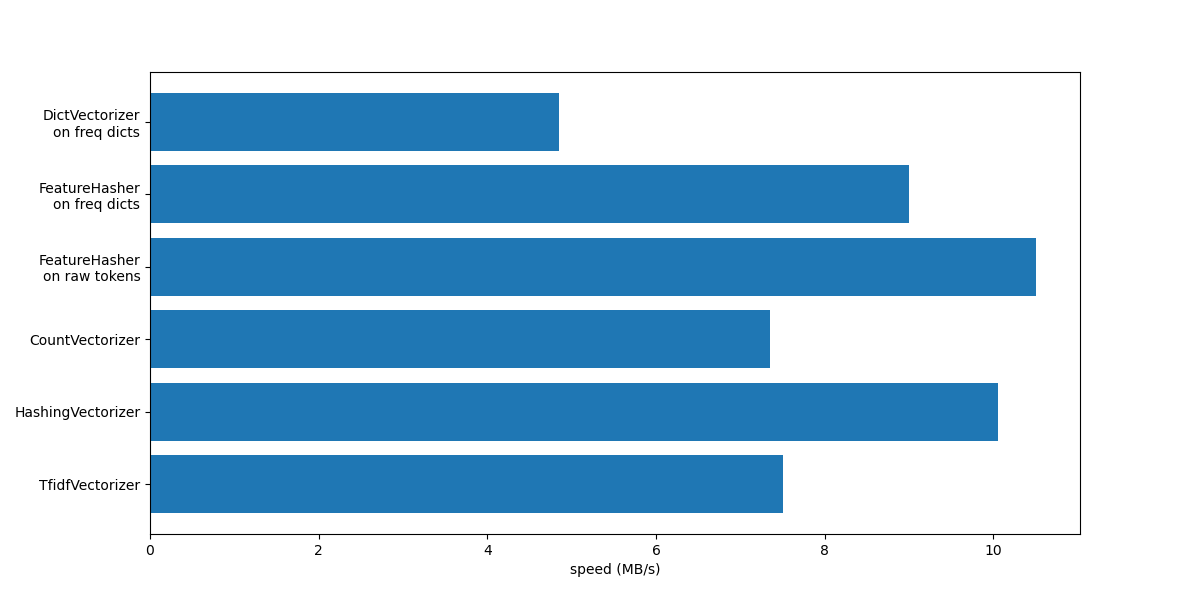 DictVectorizer
on freq dicts
FeatureHasher
on freq dicts
FeatureHasher
on raw tokens
CountVectorizer
HashingVectorizer
TfidfVectorizer
0 2 4 6 8 10
speed (MB/s)